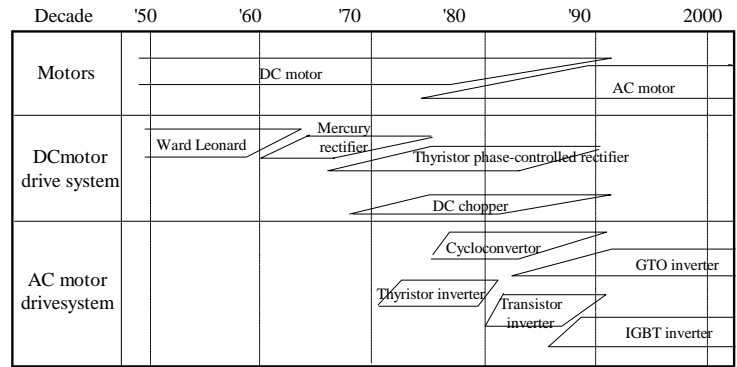 Decade '50 '60 '70 '80 '90 2000
Motors
DC motor
AC motor
DCmotor
drive system
Ward Leonard
Mercury
rectifier
Thyristor phase-controlled rectifier
DC chopper
AC motor
drivesystem
Cycloconvertor
GTO inverter
Thyristor inverter
Transistor
inverter
IGBT inverter